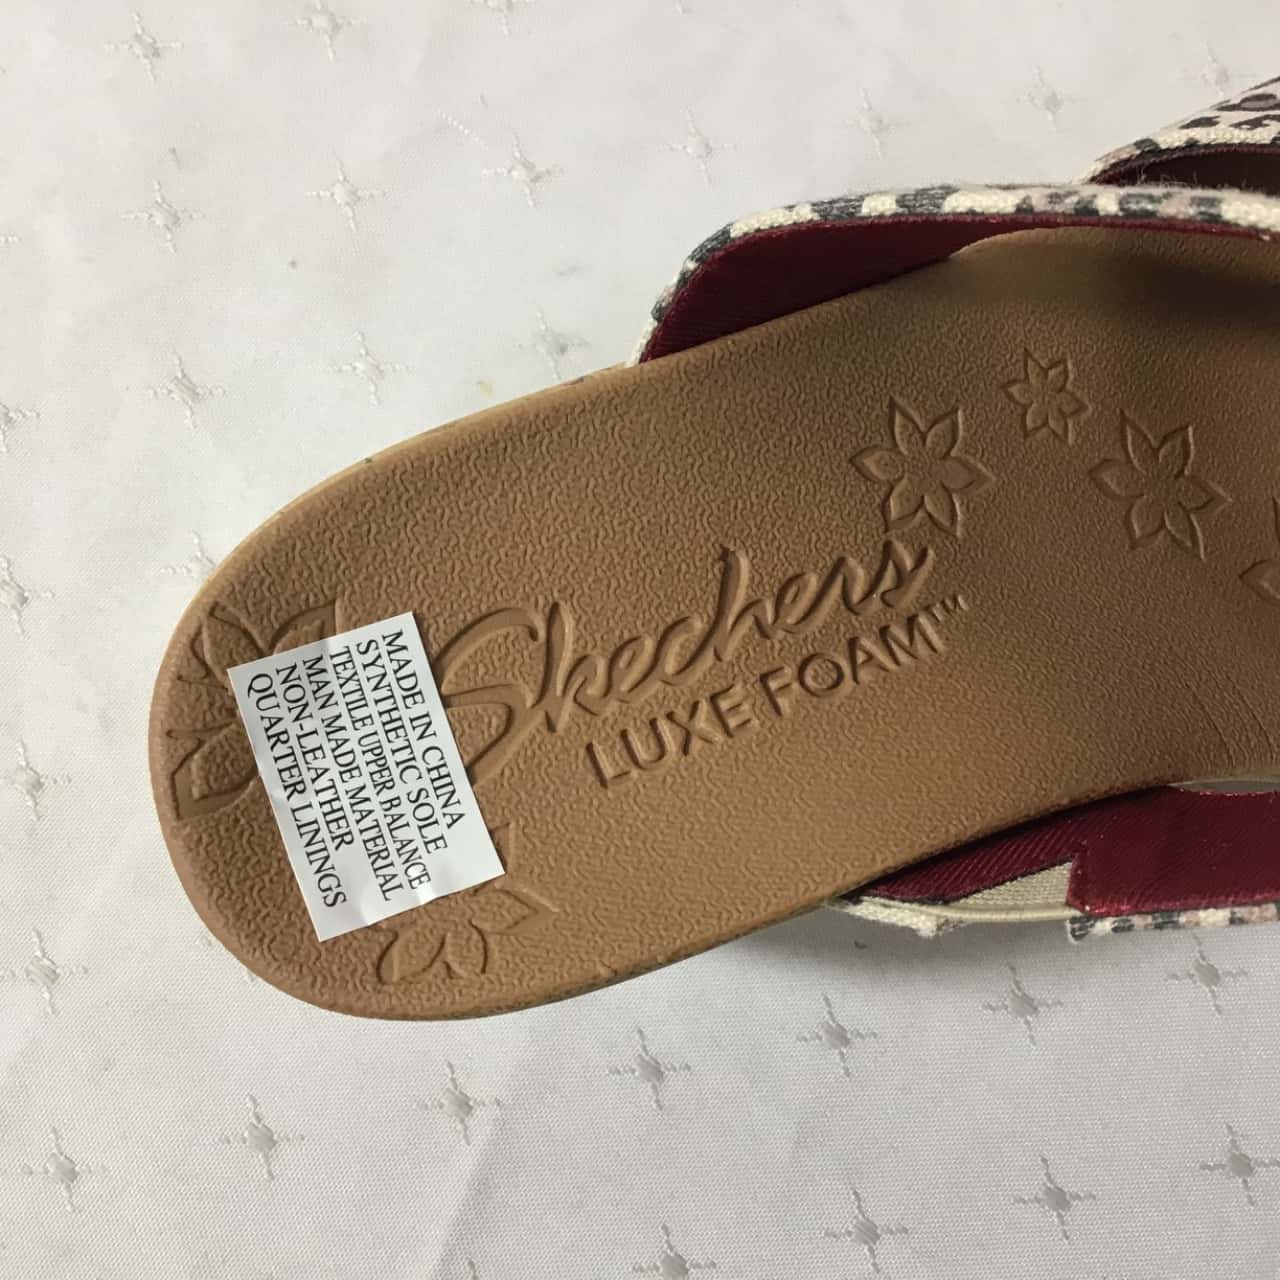 Skechers
LUXE FOAM™
MADE IN CHINA
SYNTHETIC SOLE
TEXTILE UPPER BALANCE
MAN MADE MATERIAL
NON-LEATHER
QUARTER LININGS